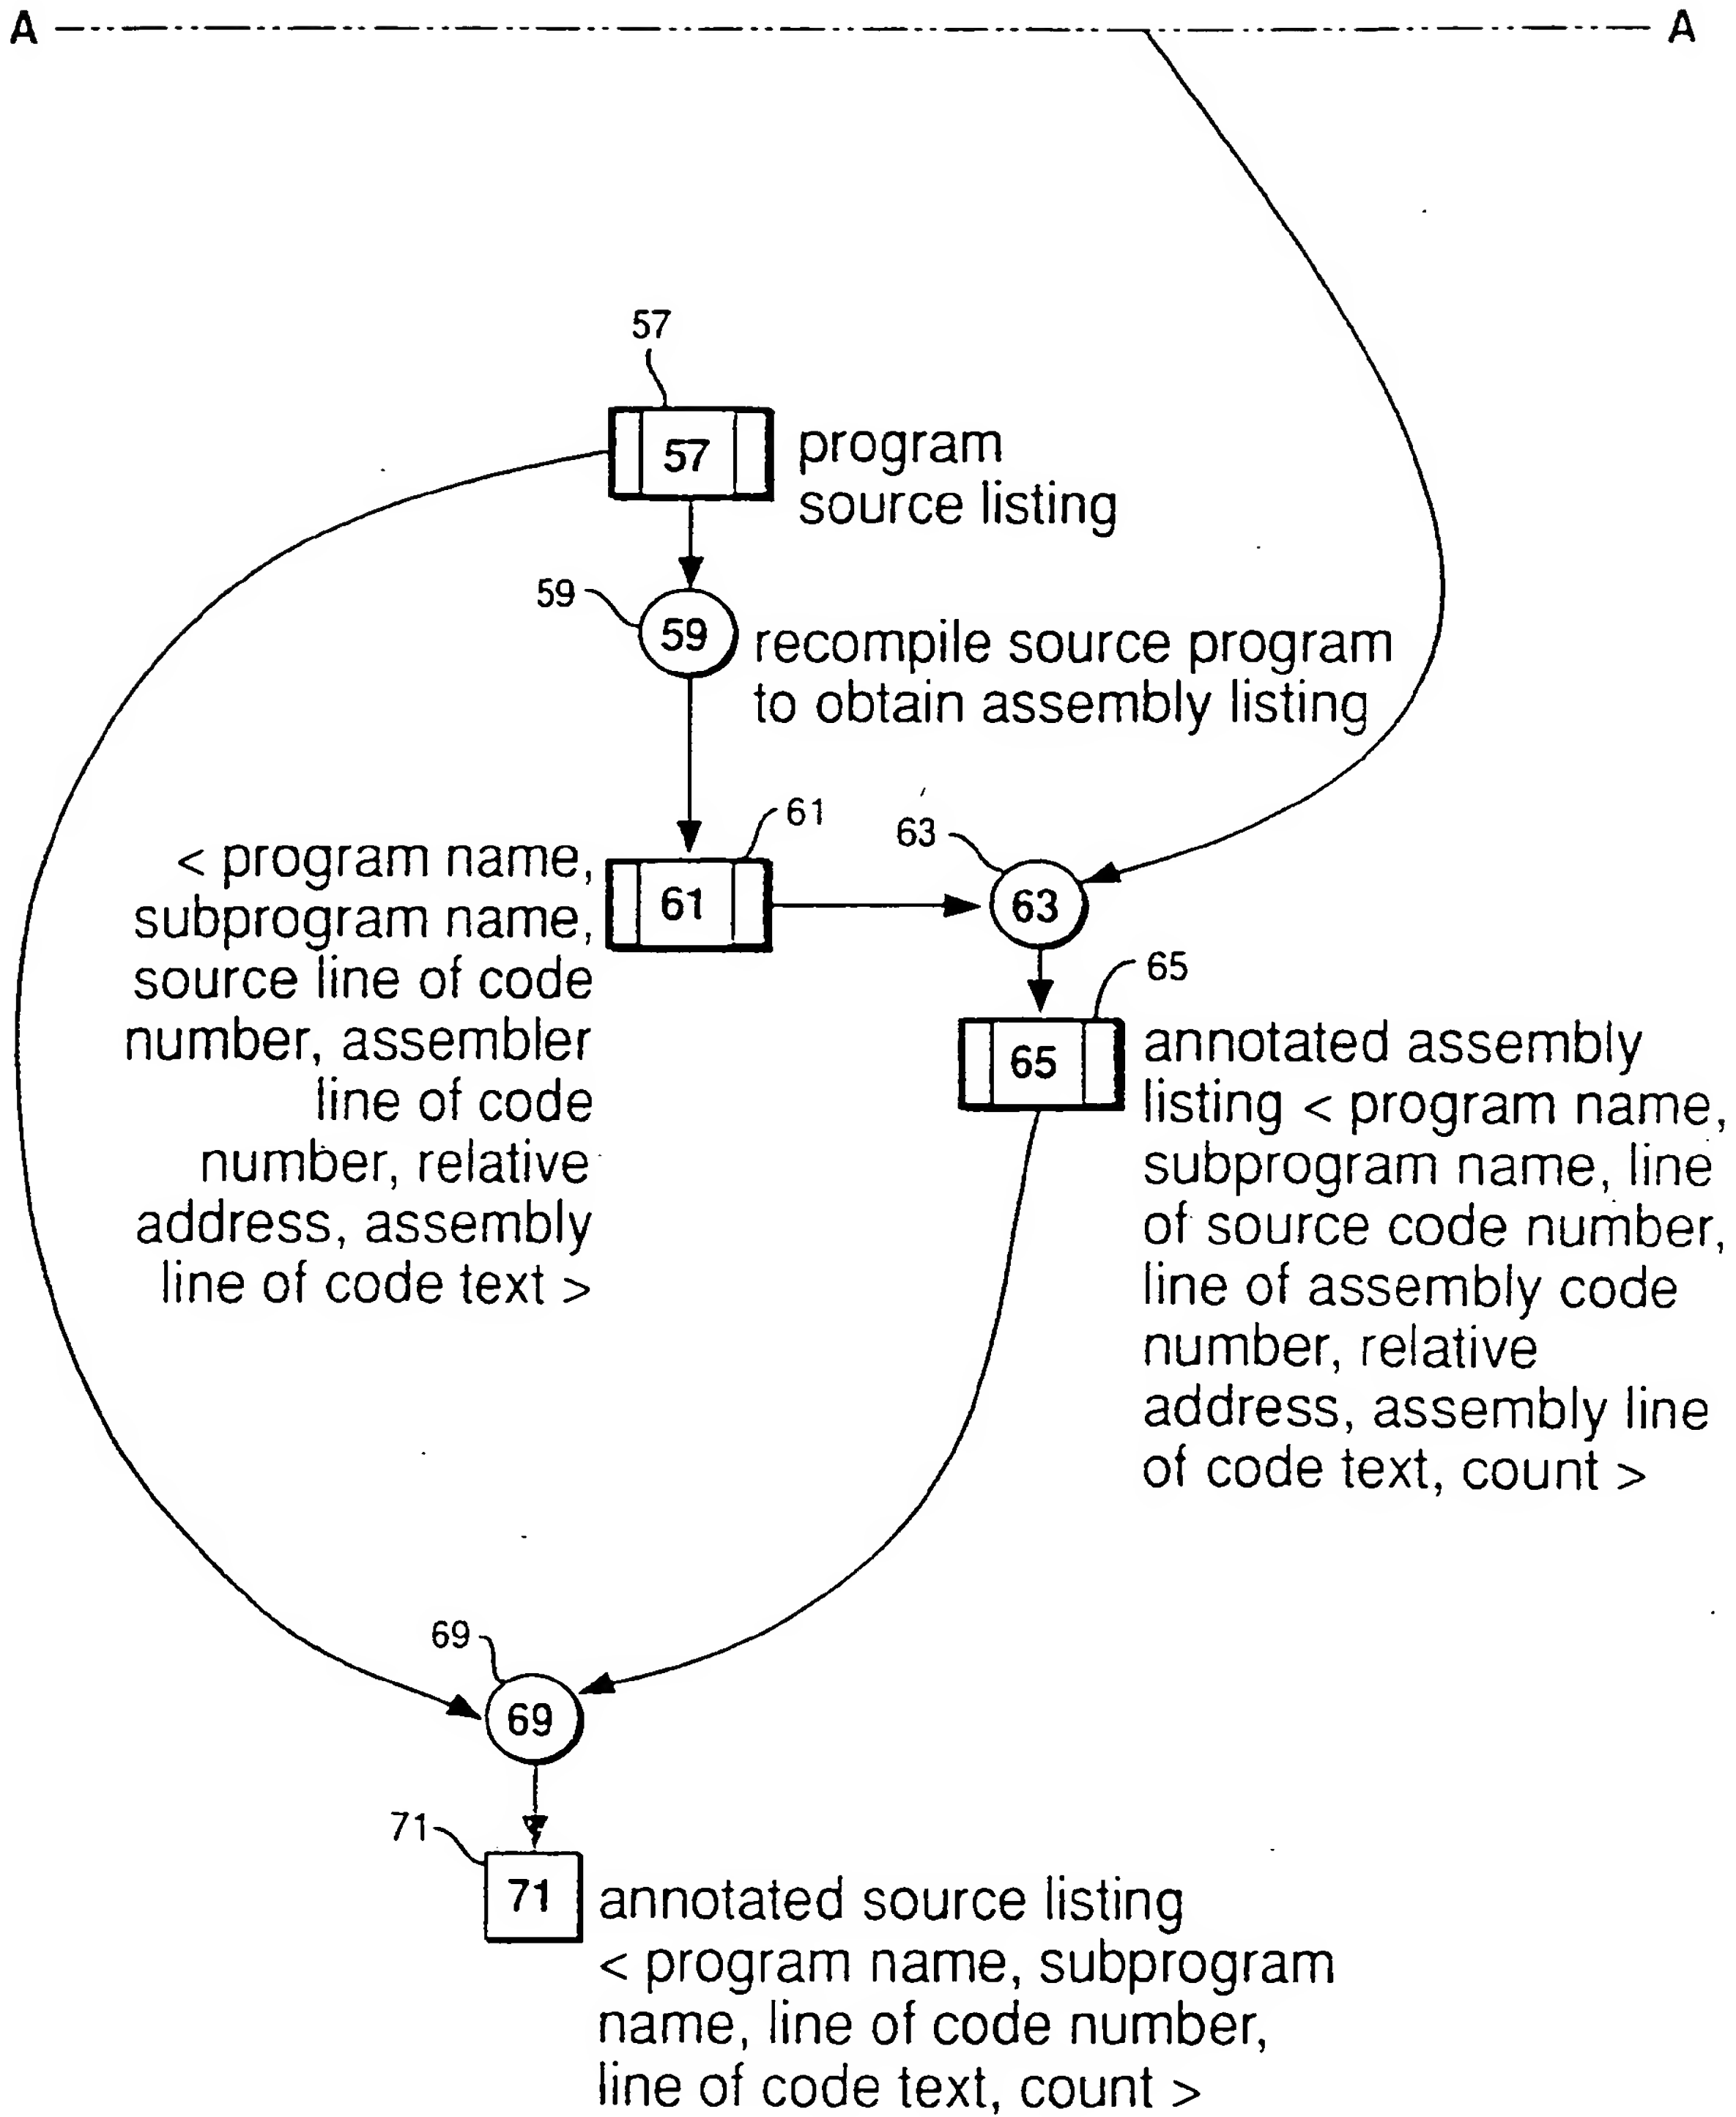 A A
57
57
program
source listing
59
59
recompile source program
to obtain assembly listing
61
61
< program name,
subprogram name,
source line of code
number, assembler
line of code
number, relative
address, assembly
line of code text >
63
63
65
65
annotated assembly
listing < program name,
subprogram name, line
of source code number,
line of assembly code
number, relative
address, assembly line
of code text, count >
69
69
71
71
annotated source listing
< program name, subprogram
name, line of code number,
line of code text, count >